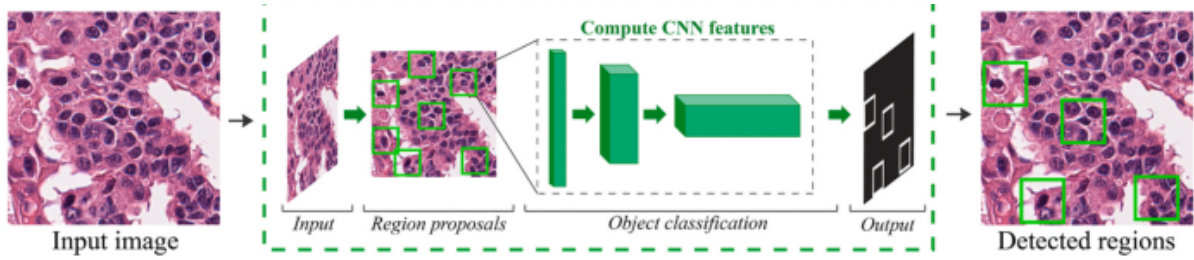 Compute CNN features
Input
Region proposals
Object classification
Output
Input image
Detected regions